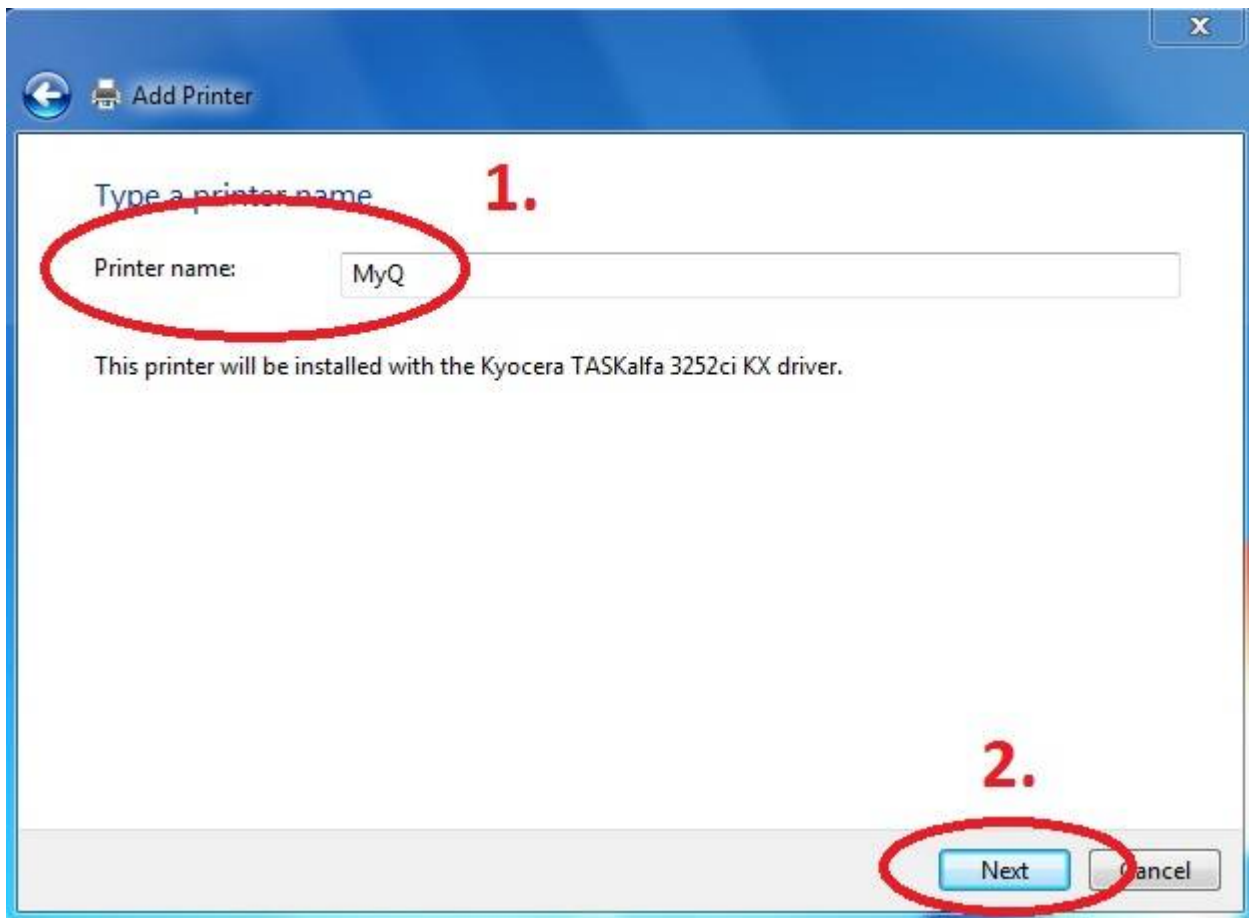 x
Add Printer
Type a printer name
1.
Printer name:
MyQ
This printer will be installed with the Kyocera TASKalfa 3252ci KX driver.
2.
Next
Cancel